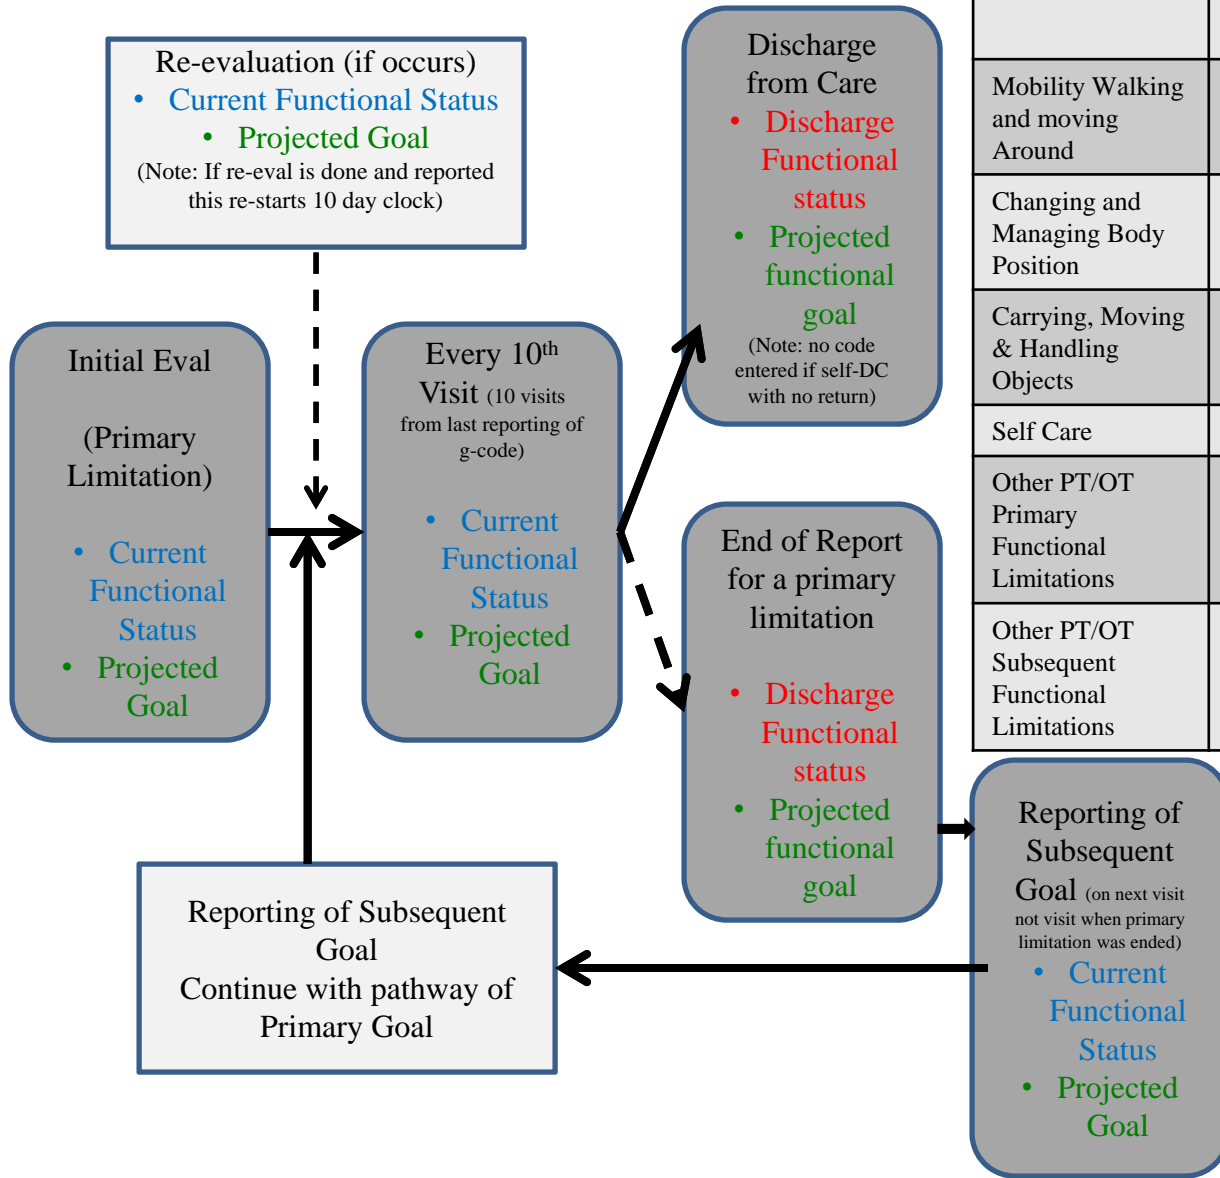 Re-evaluation (if occurs)
• Current Functional Status
• Projected Goal
(Note: If re-eval is done and reported
this re-starts 10 day clock)
Initial Eval
(Primary
Limitation)
• Current
Functional
Status
• Projected
Goal
Every 10th
Visit (10 visits
from last reporting of
g-code)
• Current
Functional
Status
• Projected
Goal
Discharge
from Care
• Discharge
Functional
status
• Projected
functional
goal
(Note: no code
entered if self-DC
with no return)
End of Report
for a primary
limitation
• Discharge
Functional
status
• Projected
functional
goal
Mobility Walking
and moving
Around
Changing and
Managing Body
Position
Carrying, Moving
& Handling
Objects
Self Care
Other PT/OT
Primary
Functional
Limitations
Other PT/OT
Subsequent
Functional
Limitations
Reporting of
Subsequent
Goal (on next visit
not visit when primary
limitation was ended)
• Current
Functional
Status
• Projected
Goal
Reporting of Subsequent
Goal
Continue with pathway of
Primary Goal